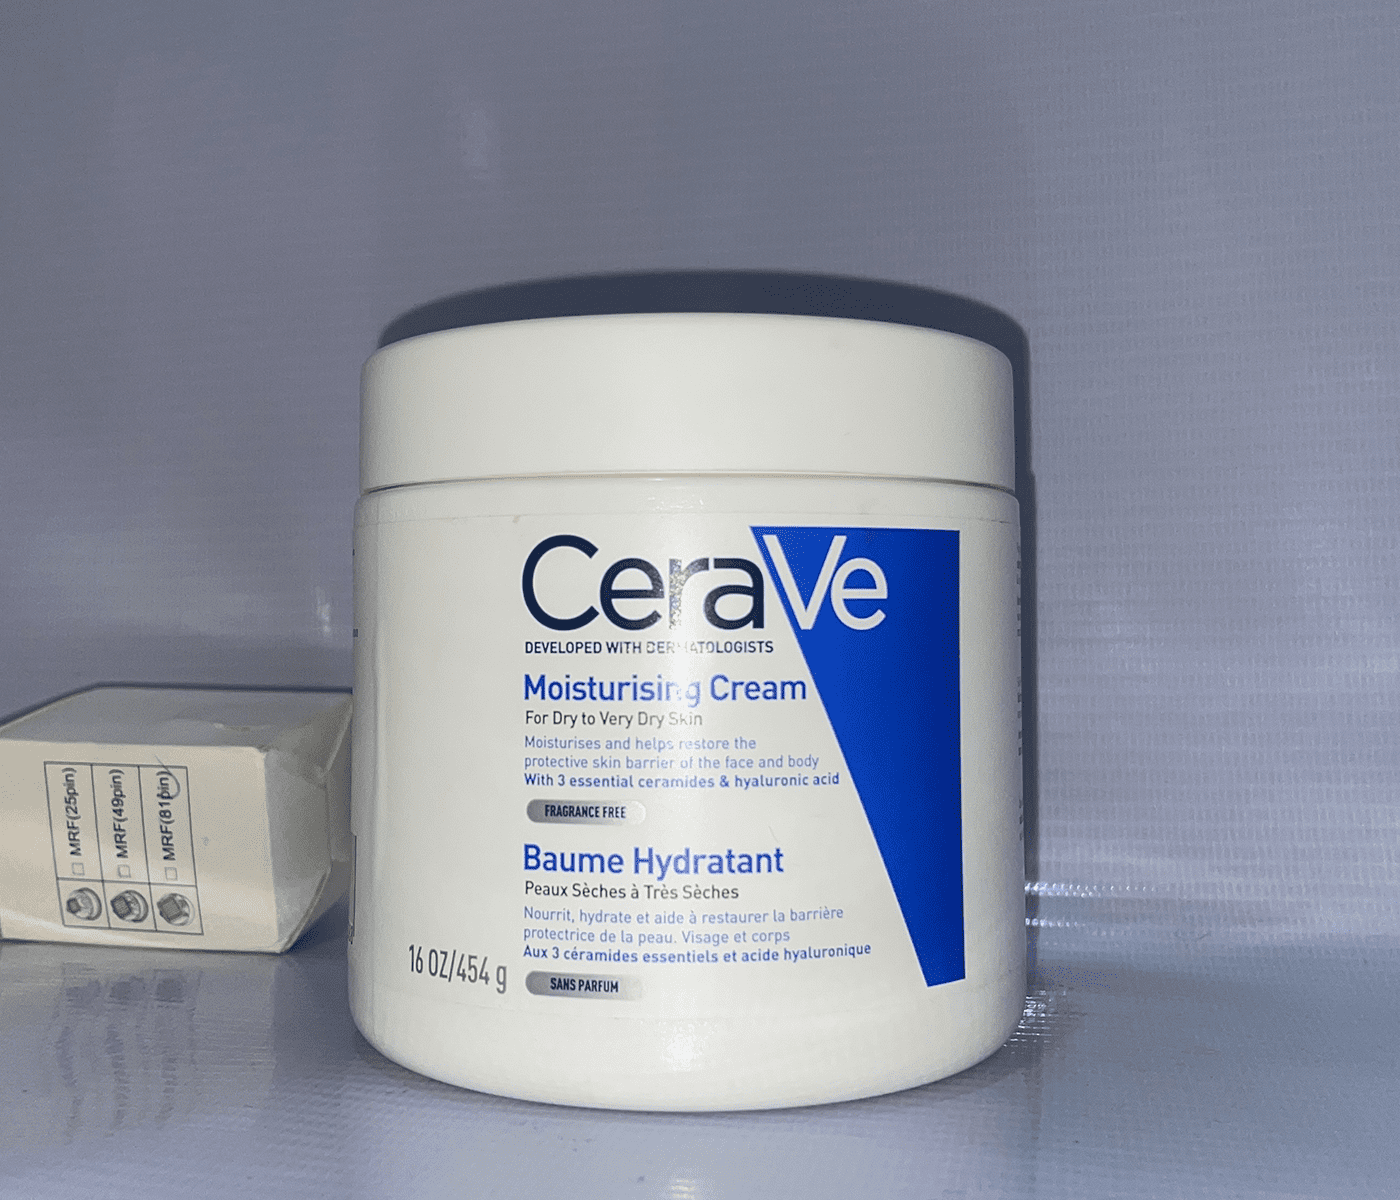 CeraVe
DEVELOPED WITH DERMATOLOGISTS
Moisturising Cream
For Dry to Very Dry Skin
Moisturises and helps restore the
protective skin barrier of the face and body
With 3 essential ceramides & hyaluronic acid
FRAGRANCE FREE
Baume Hydratant
Peaux Sèches à Très Sèches
Nourrit, hydrate et aide à restaurer la barrière
protectrice de la peau. Visage et corps
Aux 3 céramides essentiels et acide hyaluronique
SANS PARFUM
16 OZ/454 g
MRF(25pin)
MRF(49pin)
MRF(81pin)